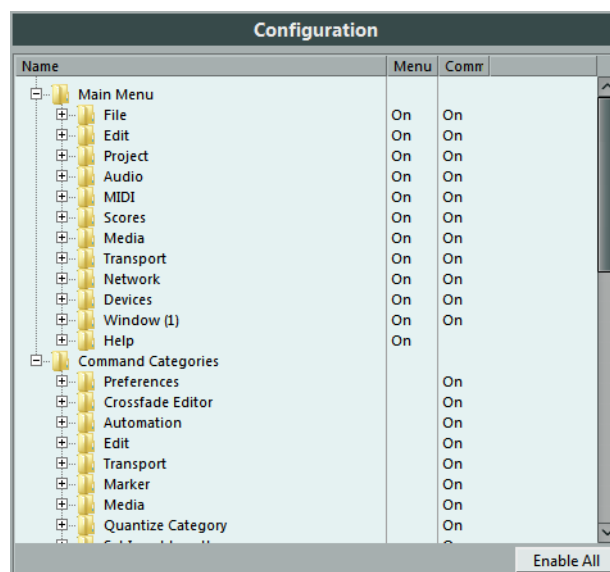 Configuration
Name Menu Comr
Main Menu
File On On
Edit On On
Project On On
Audio On On
MIDI On On
Scores On On
Media On On
Transport On On
Network On On
Devices On On
Window (1) On On
Help On
Command Categories
Preferences On
Crossfade Editor On
Automation On
Edit On
Transport On
Marker On
Media On
Quantize Category On
Enable All